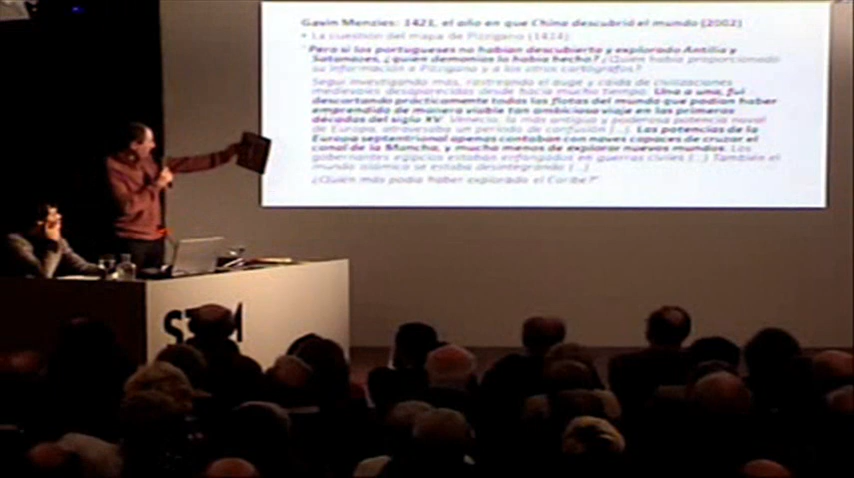 Gavin Menzies: 1421, el año en que China descubrió el mundo (2002)
• La cuestión del mapa de Pizzigano (1424)
"Pero si los portugueses no habían descubierto y explorado Antilia y
Satanazes, ¿quién demonios lo había hecho? ¿Quién había proporcionado
su información a Pizzigano y a los otros cartógrafos?
Seguí investigando más, rastreando el auge y caída de civilizaciones
medievales desaparecidas desde hacía mucho tiempo. Una a una, fui
descartando prácticamente todas las flotas del mundo que podían haber
emprendido de manera viable tan ambicioso viaje en las primeras
décadas del siglo XV. Venecia, la más antigua y poderosa potencia naval
de Europa, atravesaba un período de confusión (...). Las potencias de la
Europa septentrional apenas contaban con naves capaces de cruzar el
canal de la Mancha, y mucho menos de explorar nuevos mundos. Los
gobernantes egipcios estaban enfangados en guerras civiles (...) También el
mundo islámico se estaba desintegrando (...)
¿Quién más podía haber explorado el Caribe?"